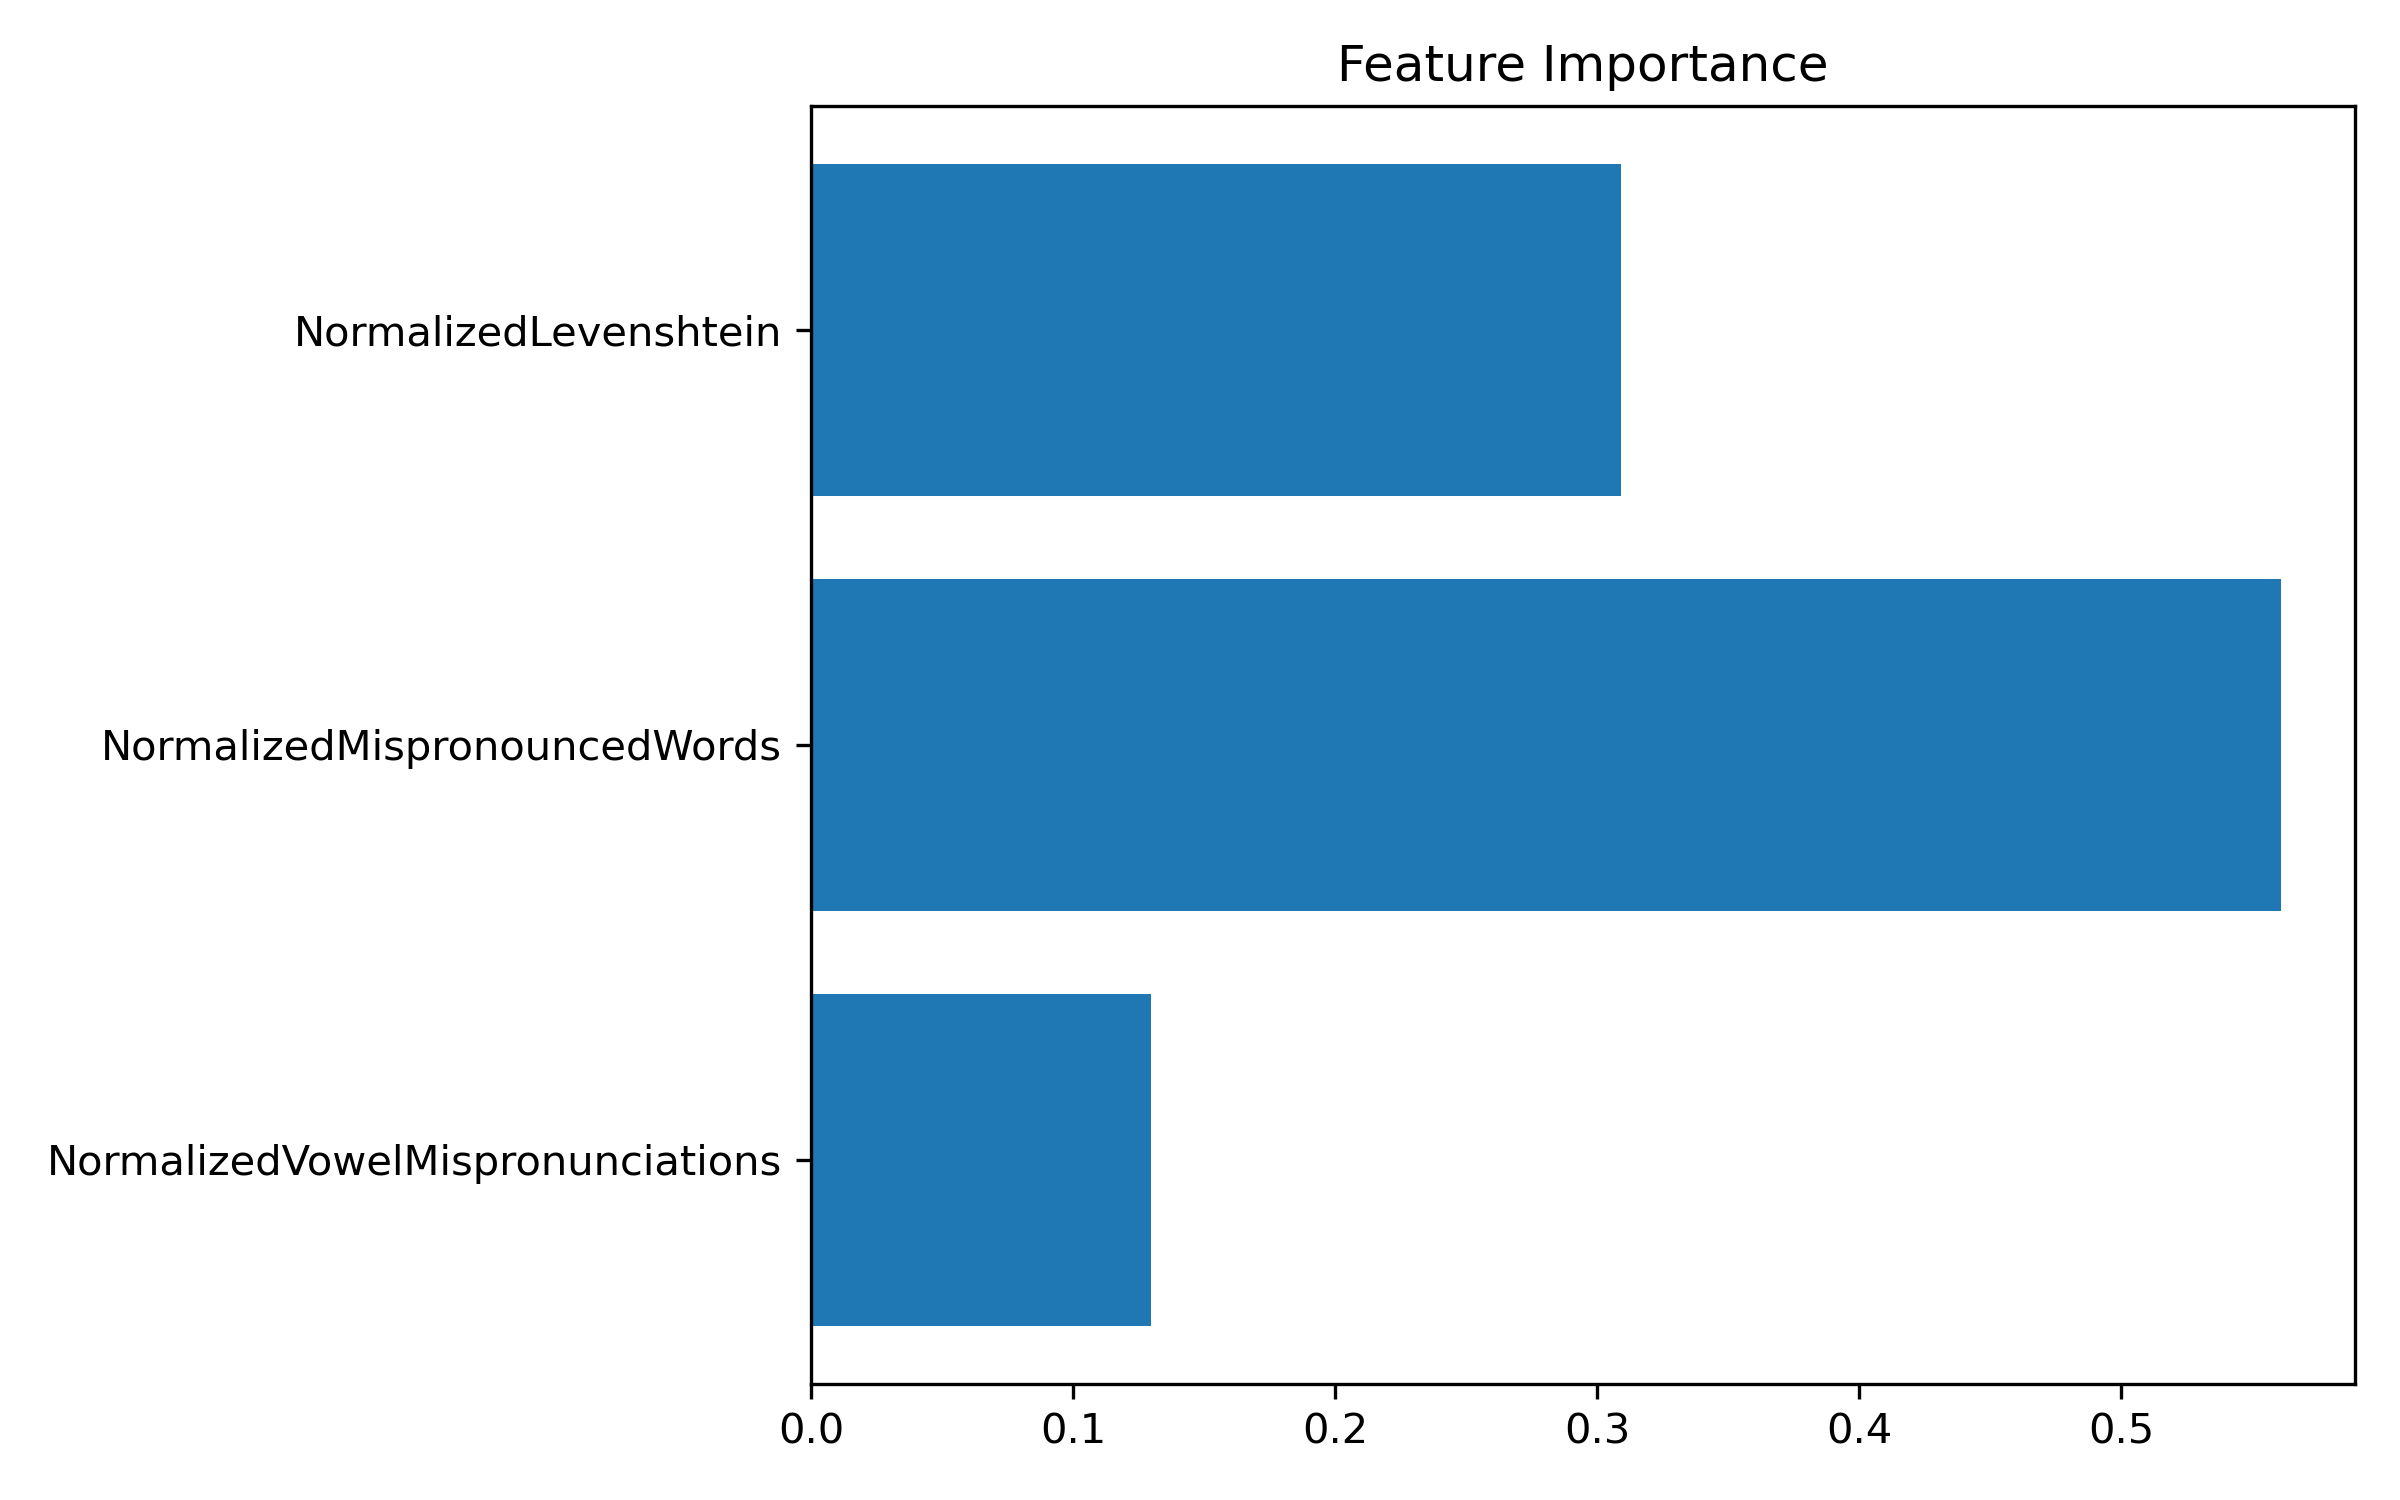 Feature Importance
NormalizedLevenshtein
NormalizedMispronouncedWords
NormalizedVowelMispronunciations
0.0 0.1 0.2 0.3 0.4 0.5